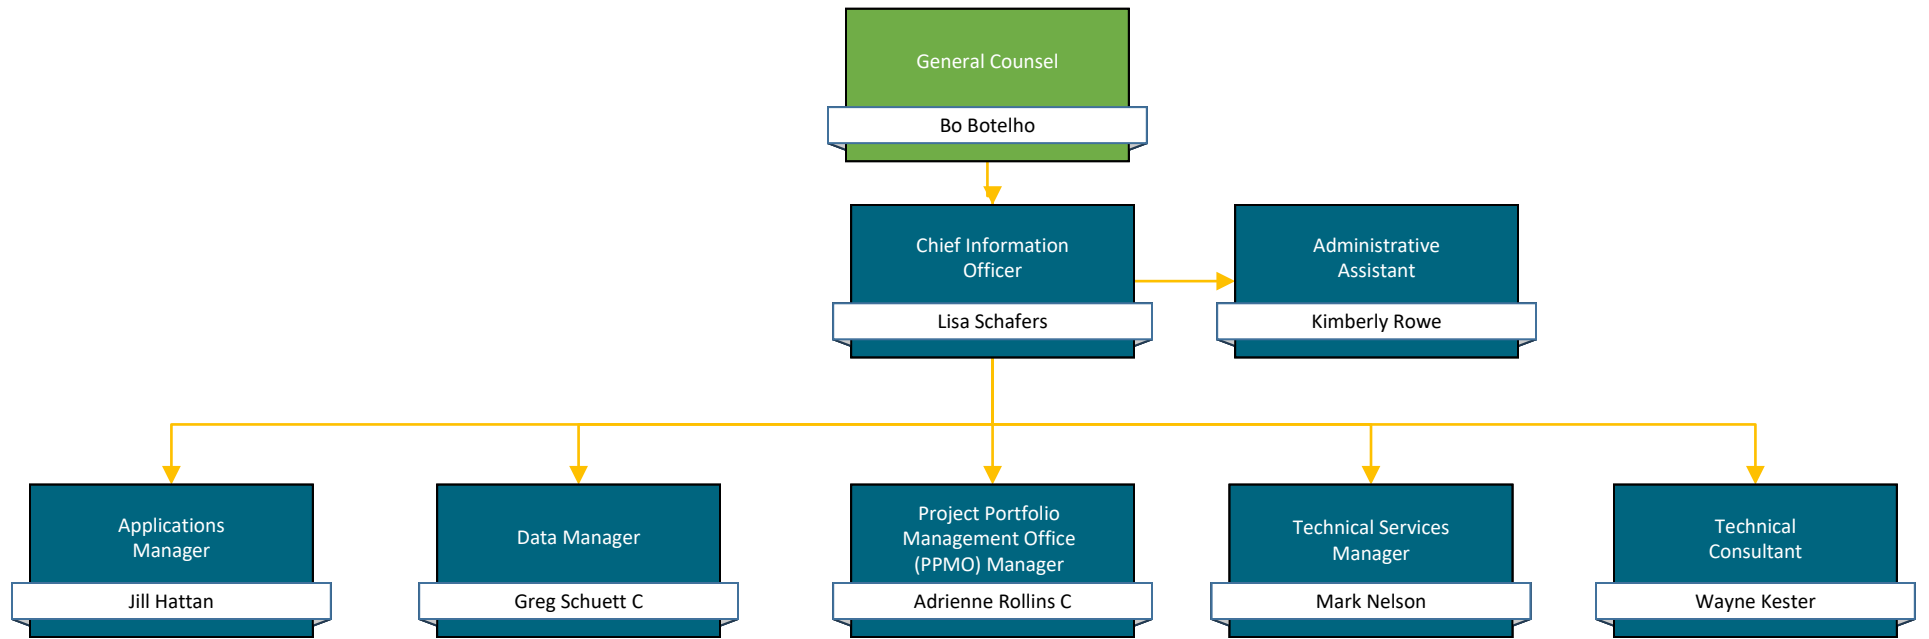 General Counsel
Bo Botelho
Chief Information
Officer
Lisa Schafers
Administrative
Assistant
Kimberly Rowe
Applications
Manager
Jill Hattan
Data Manager
Greg Schuett C
Project Portfolio
Management Office
(PPMO) Manager
Adrienne Rollins C
Technical Services
Manager
Mark Nelson
Technical
Consultant
Wayne Kester